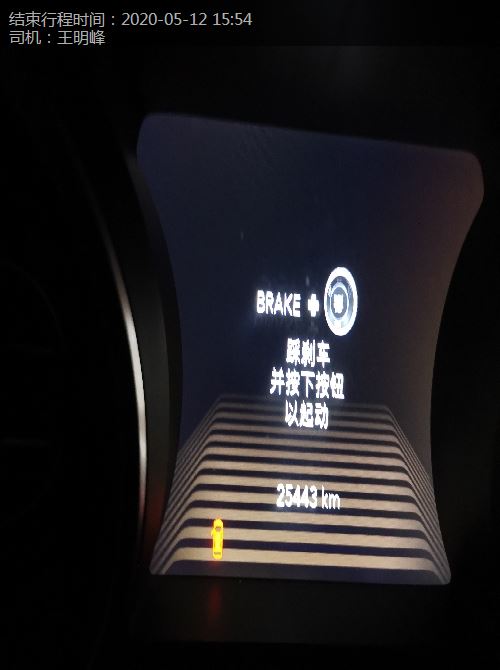 结束行程时间：2020-05-12 15:54
司机：王明峰
BRAKE +
踩刹车
并按下按钮
以起动
25443 km